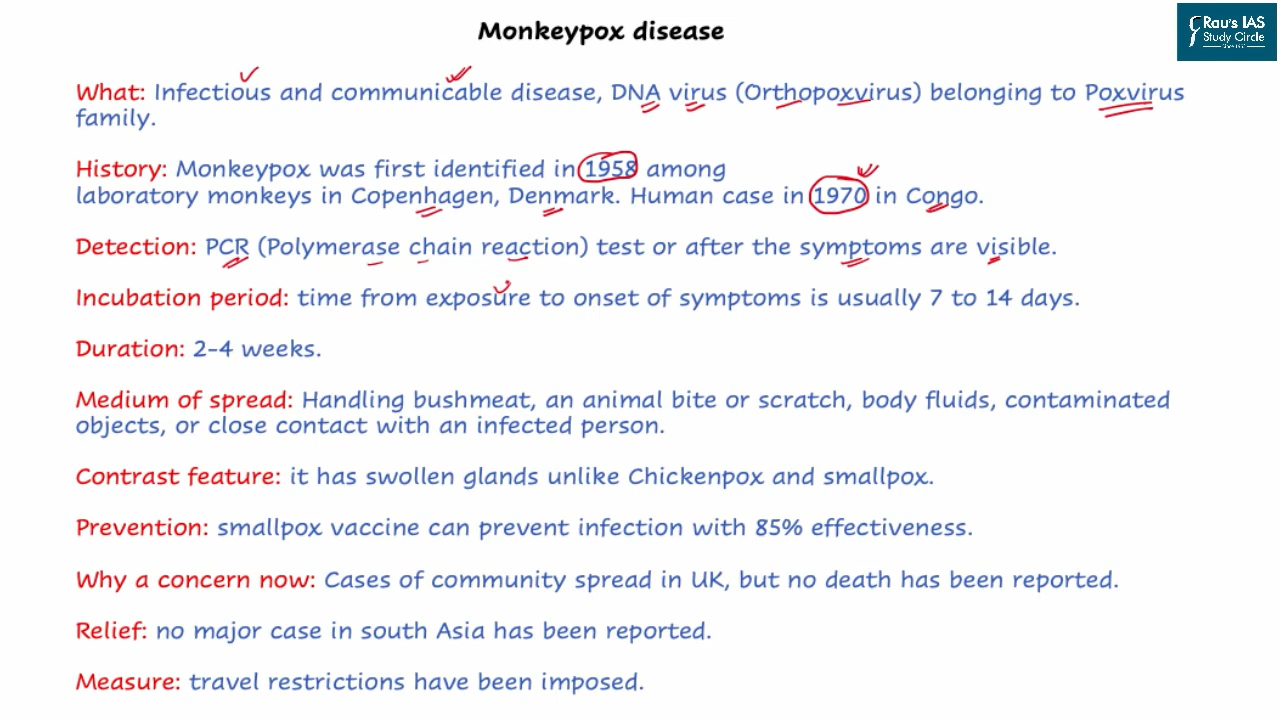 Monkeypox disease
Rau's IAS
Study Circle
What: Infectious and communicable disease, DNA virus (Orthopoxvirus) belonging to Poxvirus
family.
History: Monkeypox was first identified in 1958 among
laboratory monkeys in Copenhagen, Denmark. Human case in 1970 in Congo.
Detection: PCR (Polymerase chain reaction) test or after the symptoms are visible.
Incubation period: time from exposure to onset of symptoms is usually 7 to 14 days.
Duration: 2-4 weeks.
Medium of spread: Handling bushmeat, an animal bite or scratch, body fluids, contaminated
objects, or close contact with an infected person.
Contrast feature: it has swollen glands unlike Chickenpox and smallpox.
Prevention: smallpox vaccine can prevent infection with 85% effectiveness.
Why a concern now: Cases of community spread in UK, but no death has been reported.
Relief: no major case in south Asia has been reported.
Measure: travel restrictions have been imposed.